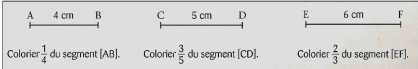 A 4 cm B C 5 cm D E 6 cm F
Colorier 1/4 du segment [AB]. Colorier 3/5 du segment [CD]. Colorier 2/3 du segment [EF].